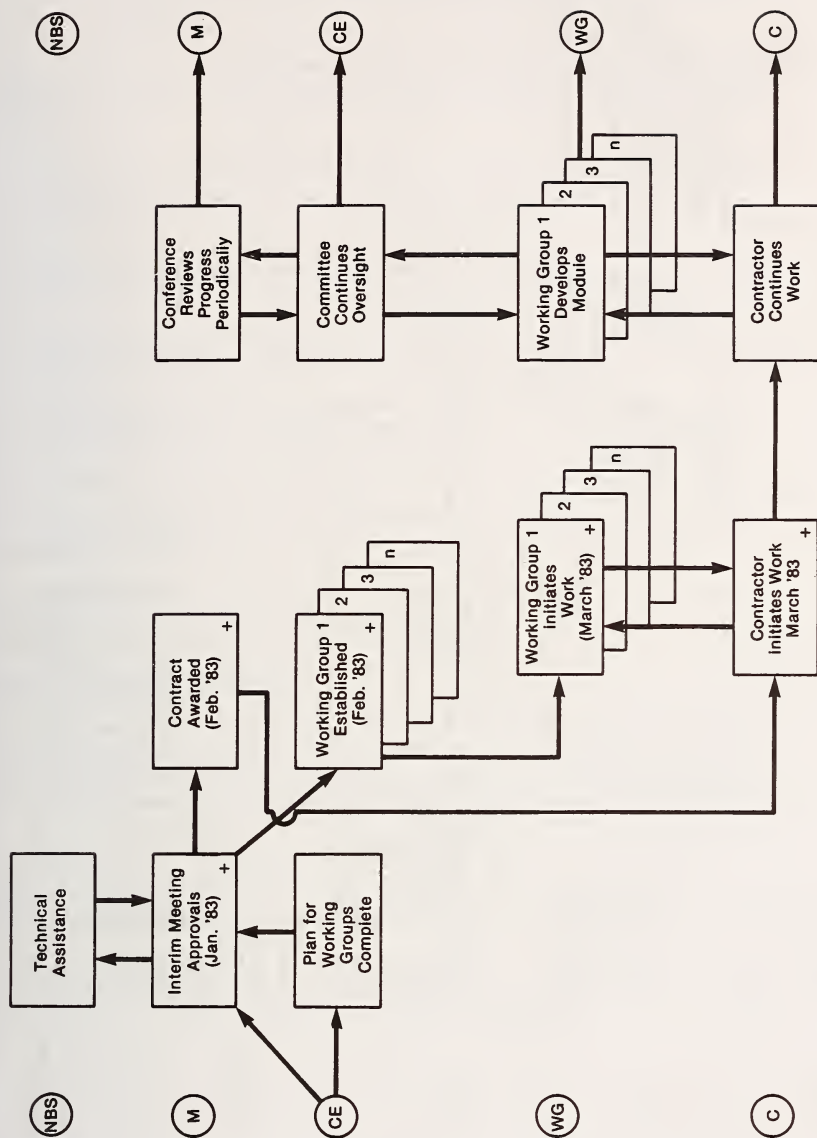 NBS
M
CE
WG
C
Technical
Assistance
Interim Meeting
Approvals
(Jan. '83)
+
Plan for
Working
Groups
Complete
Contract
Awarded
(Feb. '83)
+
Working Group 1
Established
(Feb. '83)
+
2
3
n
Working Group 1
Initiates
Work
(March '83)
+
2
3
n
Contractor
Initiates Work
March '83
+
Conference
Reviews
Progress
Periodically
Committee
Continues
Oversight
Working Group 1
Develops
Module
2
3
n
Contractor
Continues
Work
NBS
M
CE
WG
C